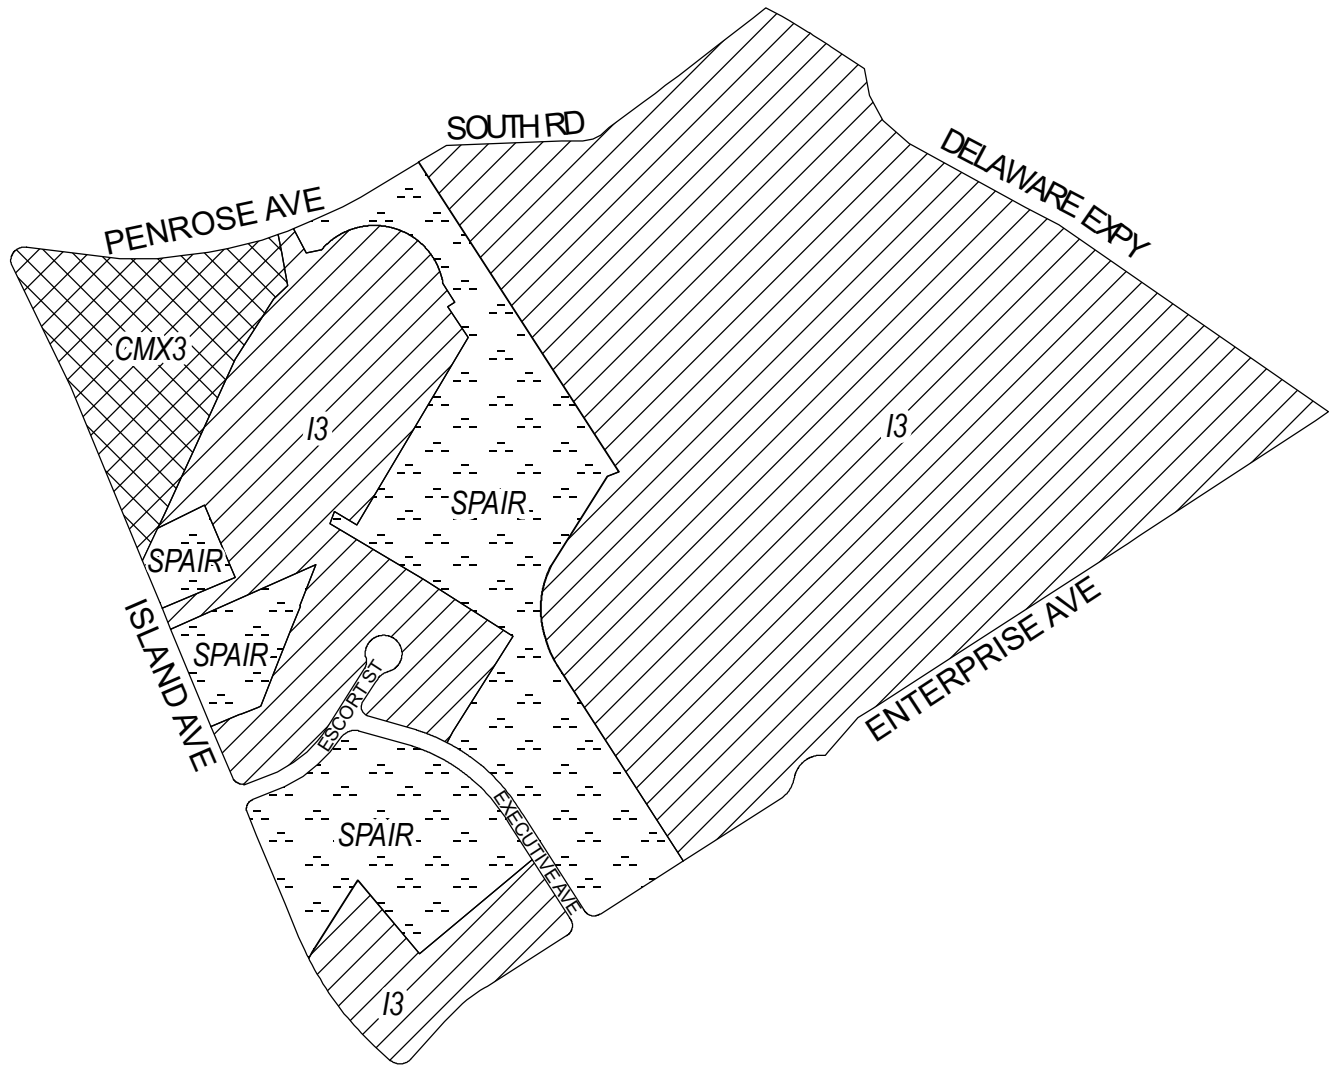 SOUTH RD
DELAWARE EXPY
PENROSE AVE
CMX3
I3
I3
SPAIR
SPAIR
ISLAND AVE
SPAIR
ENTERPRISE AVE
ESCORT ST
EXECUTIVE AVE
SPAIR
I3